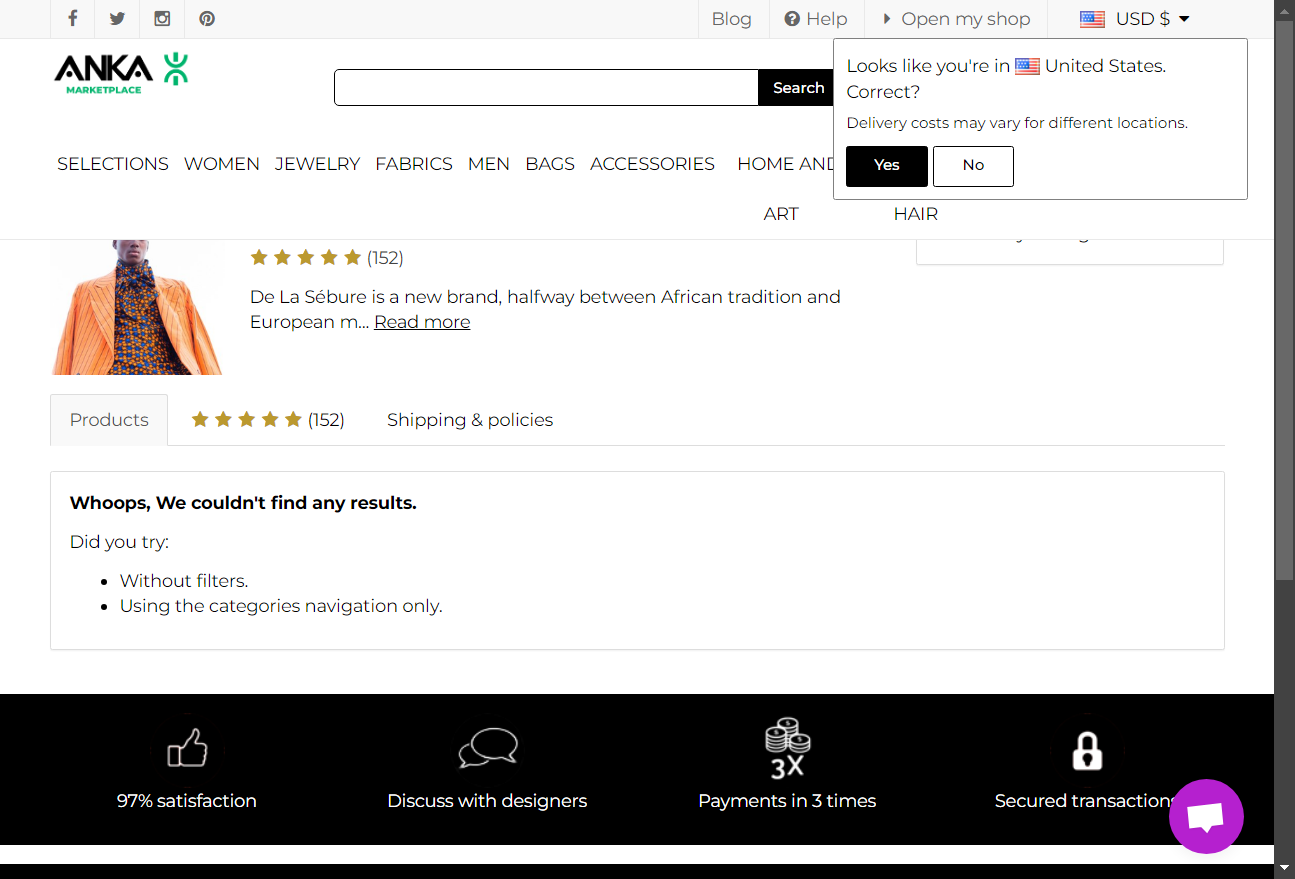 Blog
Help
Open my shop
USD $
ANKA
MARKETPLACE
Search
Looks like you're in United States.
Correct?
Delivery costs may vary for different locations.
Yes
No
SELECTIONS WOMEN JEWELRY FABRICS MEN BAGS ACCESSORIES HOME AND
ART HAIR
(152)
De La Sébure is a new brand, halfway between African tradition and
European m... Read more
Products
(152)
Shipping & policies
Whoops, We couldn't find any results.
Did you try:
Without filters.
Using the categories navigation only.
3X
97% satisfaction
Discuss with designers
Payments in 3 times
Secured transactions